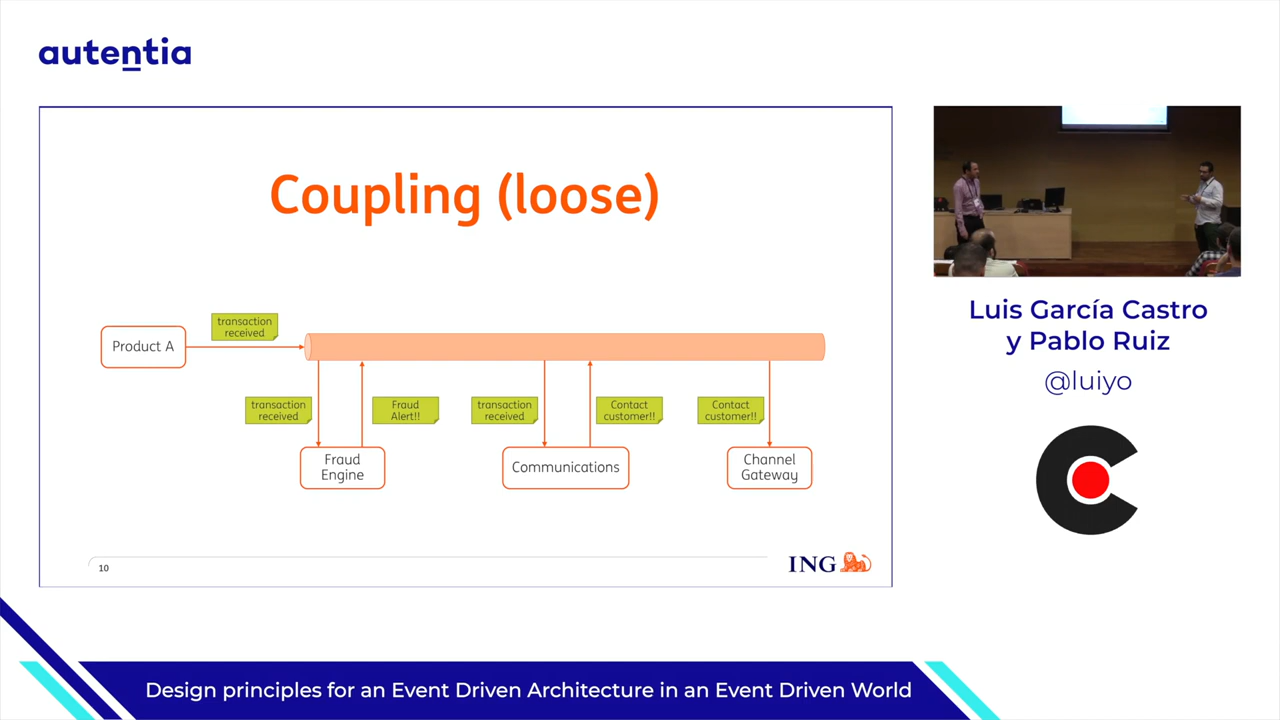 autentia
Coupling (loose)
transaction
received
Product A
transaction
received
Fraud
Alert!!
transaction
received
Contact
customer!!
Contact
customer!!
Fraud
Engine
Communications
Channel
Gateway
10
ING
Luis García Castro
y Pablo Ruiz
@luiyo
Design principles for an Event Driven Architecture in an Event Driven World